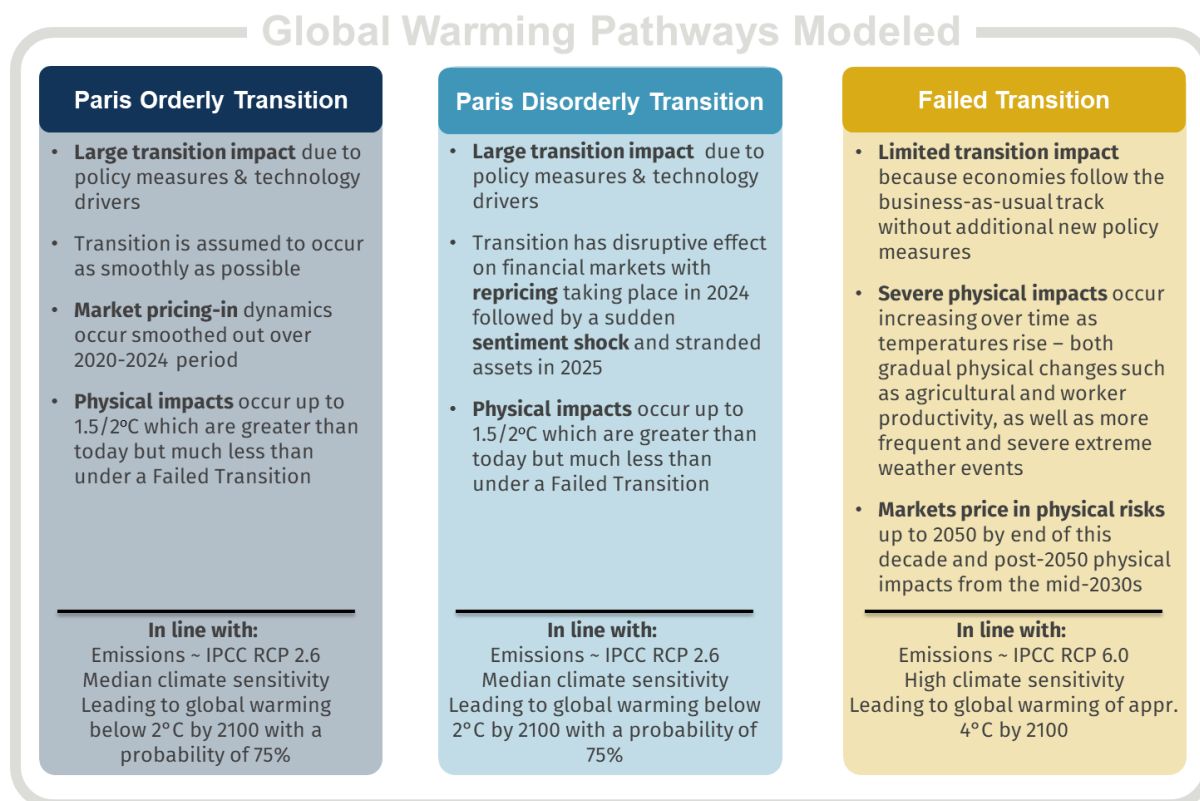 Global Warming Pathways Modeled
Paris Orderly Transition
• Large transition impact due to
policy measures & technology
drivers
• Transition is assumed to occur
as smoothly as possible
• Market pricing-in dynamics
occur smoothed out over
2020-2024 period
• Physical impacts occur up to
1.5/2ºC which are greater than
today but much less than
under a Failed Transition
In line with:
Emissions ~ IPCC RCP 2.6
Median climate sensitivity
Leading to global warming
below 2°C by 2100 with a
probability of 75%
Paris Disorderly Transition
• Large transition impact due to
policy measures & technology
drivers
• Transition has disruptive effect
on financial markets with
repricing taking place in 2024
followed by a sudden
sentiment shock and stranded
assets in 2025
• Physical impacts occur up to
1.5/2ºC which are greater than
today but much less than
under a Failed Transition
In line with:
Emissions ~ IPCC RCP 2.6
Median climate sensitivity
Leading to global warming below
2°C by 2100 with a probability of
75%
Failed Transition
• Limited transition impact
because economies follow the
business-as-usual track
without additional new policy
measures
• Severe physical impacts occur
increasing over time as
temperatures rise – both
gradual physical changes such
as agricultural and worker
productivity, as well as more
frequent and severe extreme
weather events
• Markets price in physical risks
up to 2050 by end of this
decade and post-2050 physical
impacts from the mid-2030s
In line with:
Emissions ~ IPCC RCP 6.0
High climate sensitivity
Leading to global warming of appr.
4°C by 2100